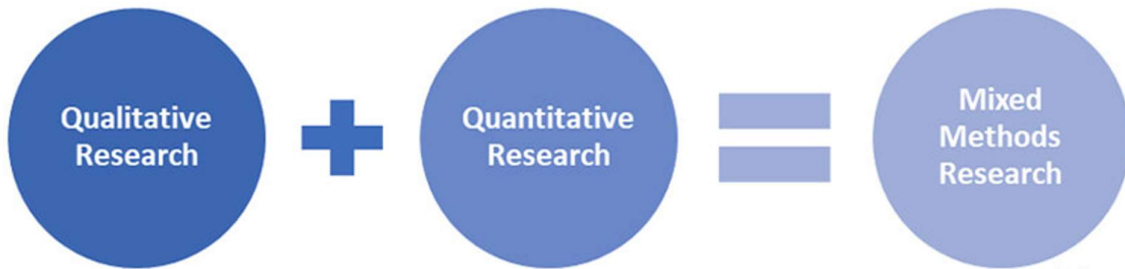 Qualitative
Research
+
Quantitative
Research
=
Mixed
Methods
Research